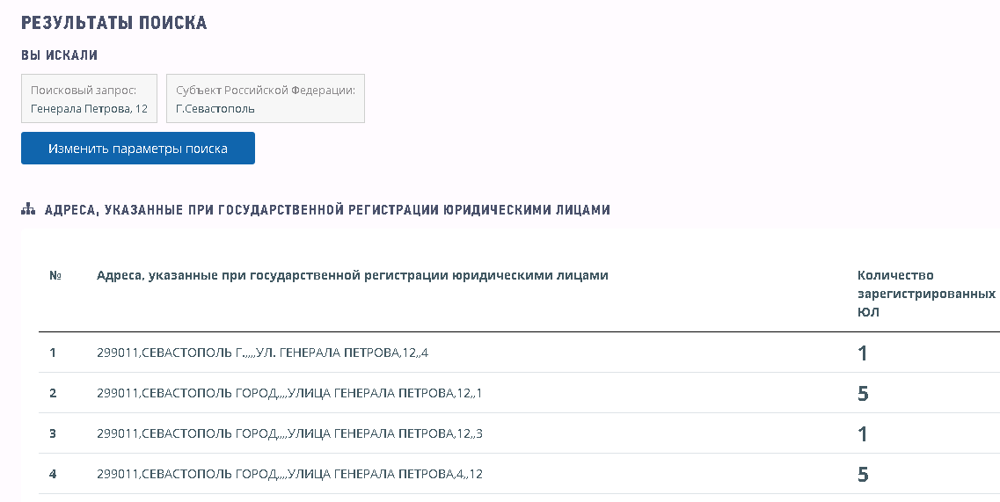 РЕЗУЛЬТАТЫ ПОИСКА
ВЫ ИСКАЛИ
Поисковый запрос:
Генерала Петрова, 12
Субъект Российской Федерации:
Г.Севастополь
Изменить параметры поиска
АДРЕСА, УКАЗАННЫЕ ПРИ ГОСУДАРСТВЕННОЙ РЕГИСТРАЦИИ ЮРИДИЧЕСКИМИ ЛИЦАМИ
№ Адреса, указанные при государственной регистрации юридическими лицами
Количество
зарегистрированных
ЮЛ
1 299011,СЕВАСТОПОЛЬ Г.,,,,,УЛ. ГЕНЕРАЛА ПЕТРОВА,12,,4 1
2 299011,СЕВАСТОПОЛЬ ГОРОД,,,,УЛИЦА ГЕНЕРАЛА ПЕТРОВА,12,,1 5
3 299011,СЕВАСТОПОЛЬ ГОРОД,,,,УЛИЦА ГЕНЕРАЛА ПЕТРОВА,12,,3 1
4 299011,СЕВАСТОПОЛЬ ГОРОД,,,,УЛИЦА ГЕНЕРАЛА ПЕТРОВА,4,,12 5